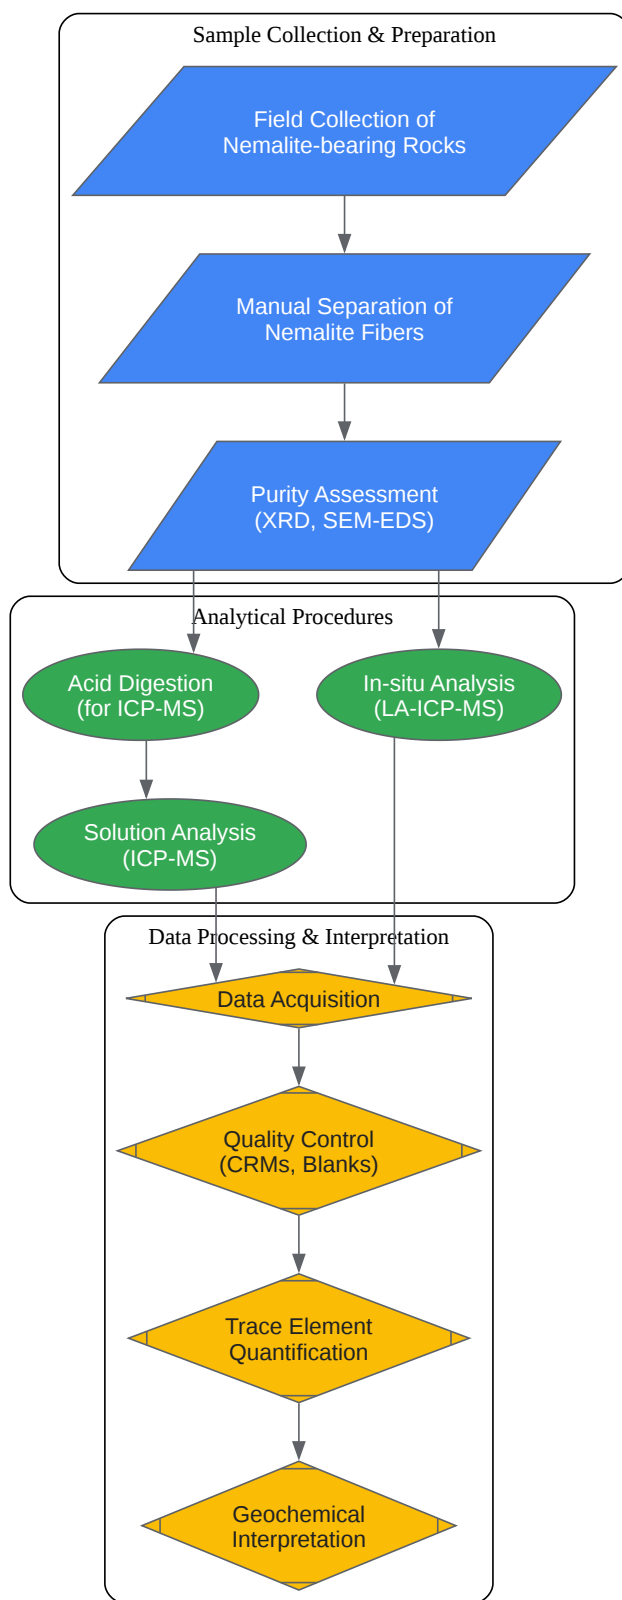 Sample Collection & Preparation
Field Collection of
Nemalite-bearing Rocks
Manual Separation of
Nemalite Fibers
Purity Assessment
(XRD, SEM-EDS)
Analytical Procedures
Acid Digestion
(for ICP-MS)
In-situ Analysis
(LA-ICP-MS)
Solution Analysis
(ICP-MS)
Data Processing & Interpretation
Data Acquisition
Quality Control
(CRMs, Blanks)
Trace Element
Quantification
Geochemical
Interpretation